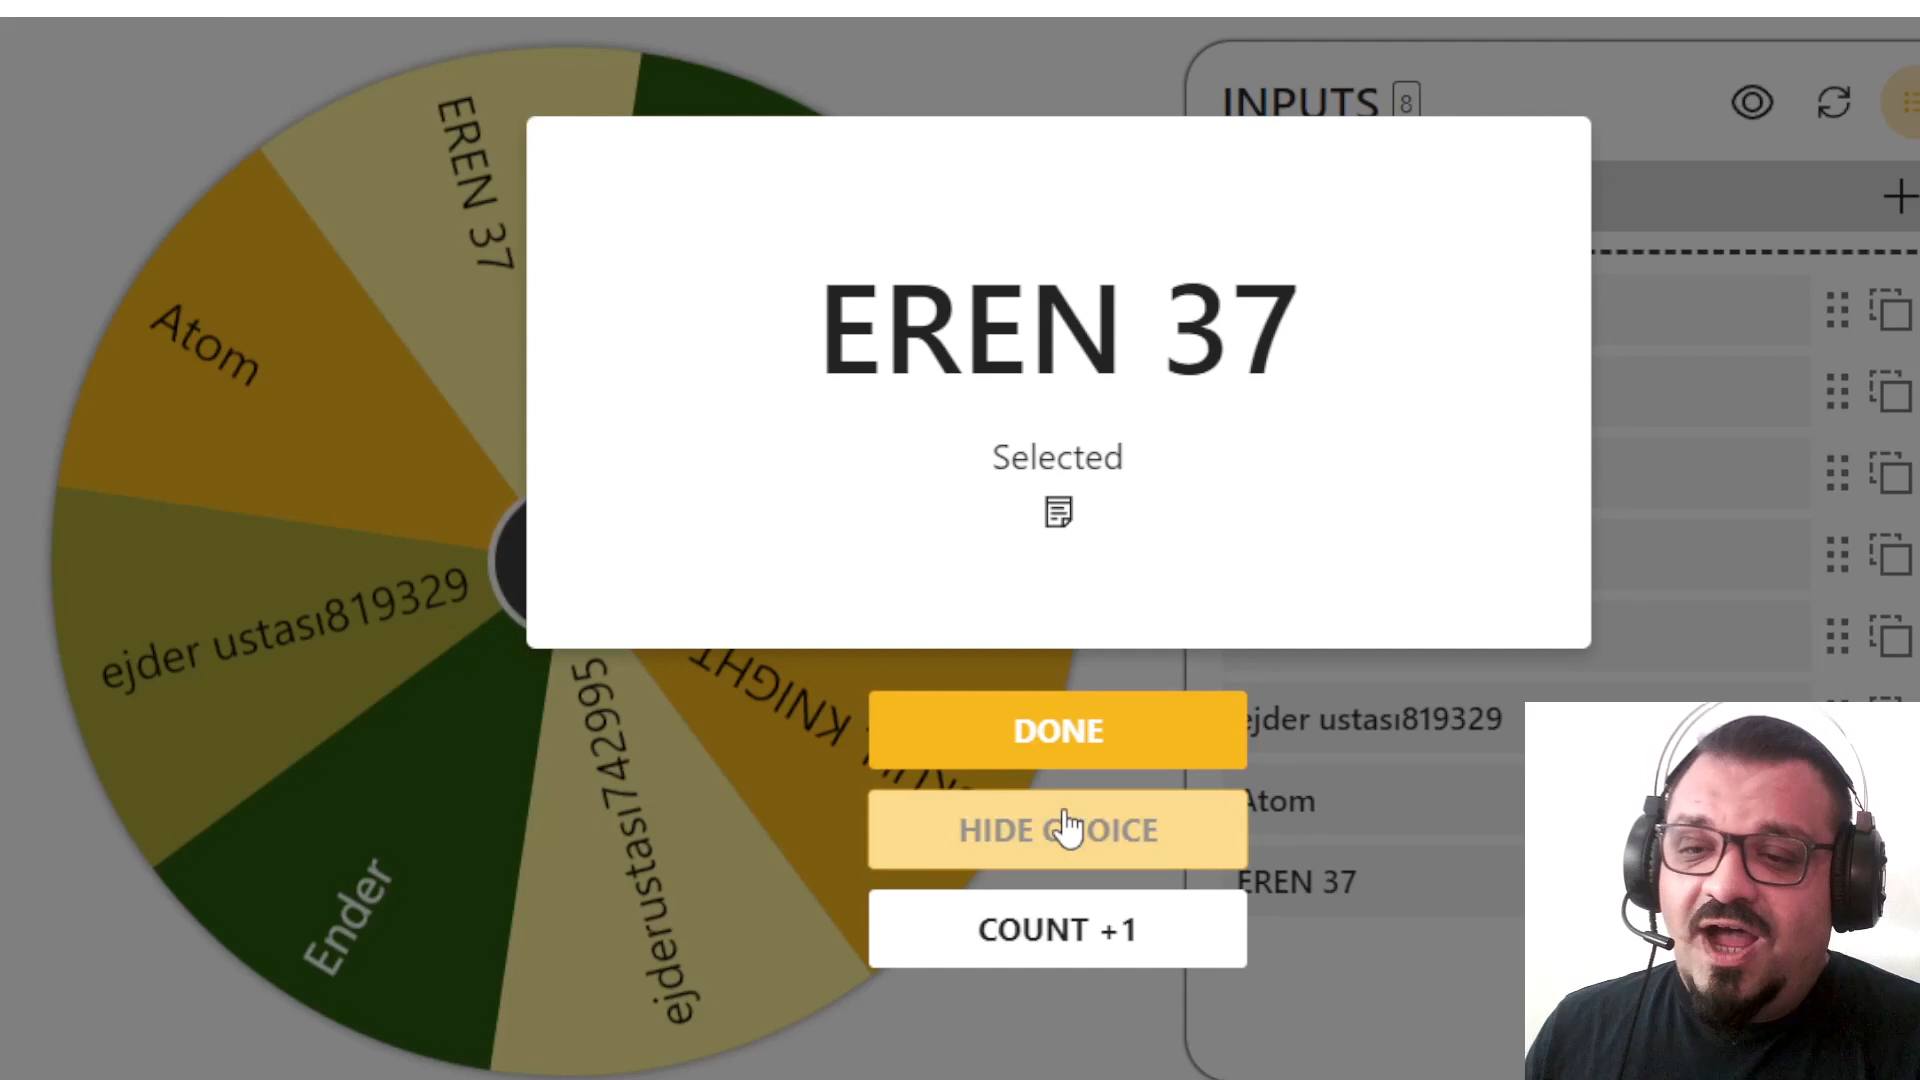 EREN 37
Atom
ejder ustası819329
Ender
ejderustası742995
KNIGHT
INPUTS 8
EREN 37
Selected
DONE
HIDE CHOICE
COUNT +1
ejder ustası819329
Atom
EREN 37